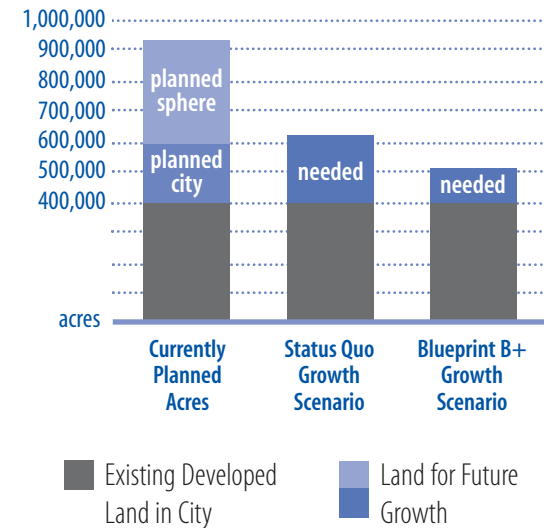 1,000,000
900,000
800,000
700,000
600,000
500,000
400,000
acres
planned
sphere
planned
city
needed
needed
Currently
Planned
Acres
Status Quo
Growth
Scenario
Blueprint B+
Growth
Scenario
Existing Developed
Land in City
Land for Future
Growth